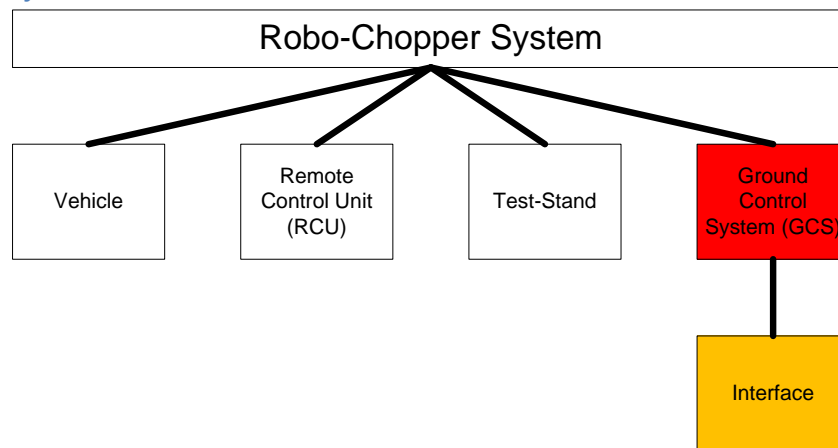 Robo-Chopper System
Vehicle
Remote
Control Unit
(RCU)
Test-Stand
Ground
Control
System (GCS)
Interface